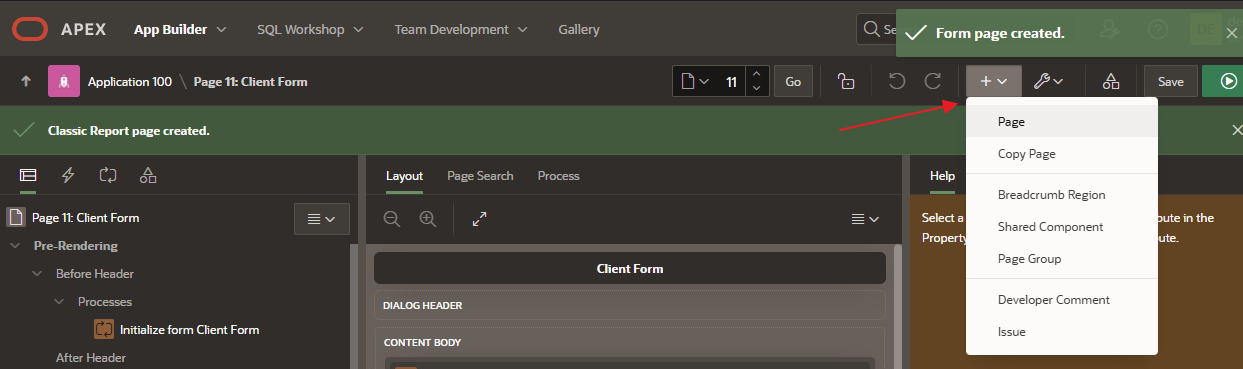 APEX
App Builder
SQL Workshop
Team Development
Gallery
Se
Form page created.
DE
de
Application 100 \ Page 11: Client Form
11
Go
Save
Classic Report page created.
Page
Copy Page
Breadcrumb Region
Shared Component
Page Group
Developer Comment
Issue
Layout
Page Search
Process
Help
Page 11: Client Form
Select a
bute in the
Property
ute.
Pre-Rendering
Before Header
Processes
Initialize form Client Form
After Header
Client Form
DIALOG HEADER
CONTENT BODY